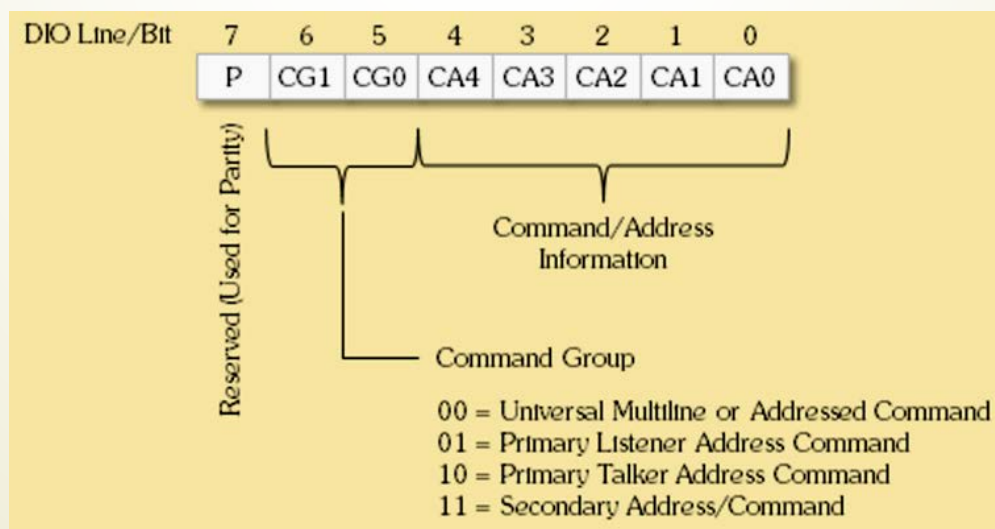 DIO Line/Bit 7 6 5 4 3 2 1 0
P CG1 CG0 CA4 CA3 CA2 CA1 CA0
Reserved (Used for Parity)
Command/Address
Information
Command Group
00 = Universal Multiline or Addressed Command
01 = Primary Listener Address Command
10 = Primary Talker Address Command
11 = Secondary Address/Command